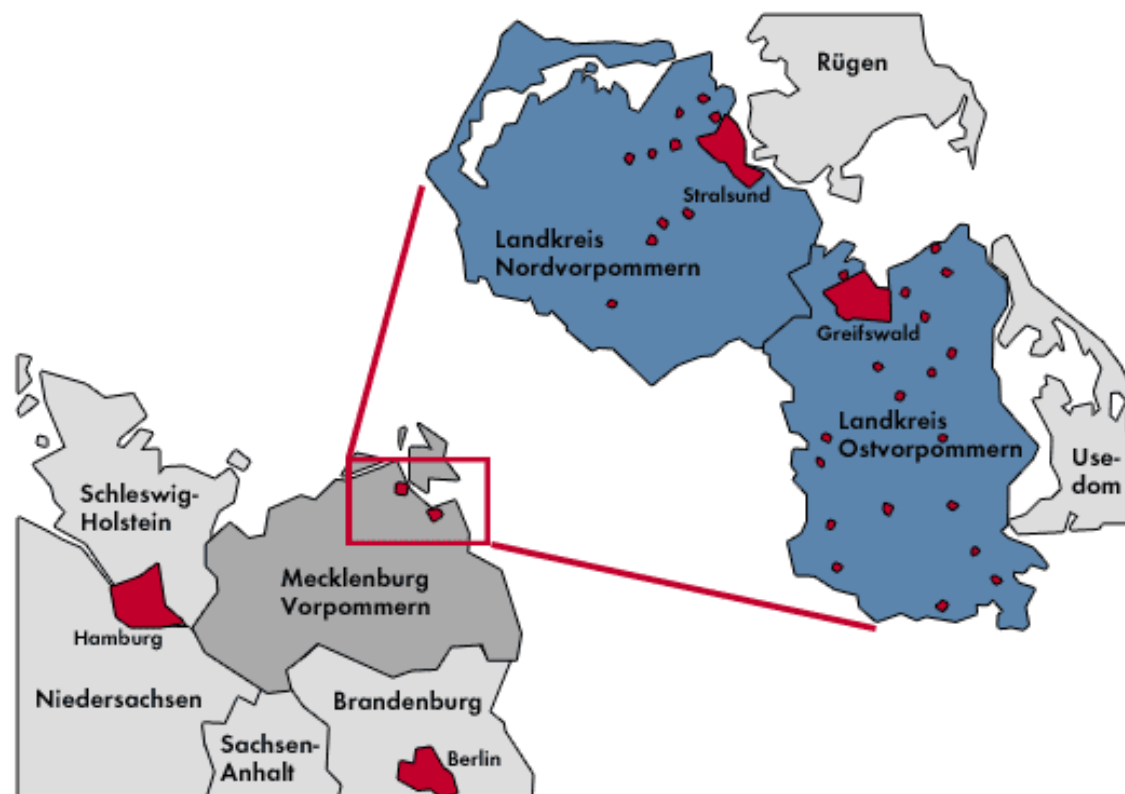 Rügen
Stralsund
Landkreis
Nordvorpommern
Greifswald
Landkreis
Ostvorpommern
Use-
dom
Schleswig-
Holstein
Mecklenburg
Vorpommern
Hamburg
Niedersachsen
Brandenburg
Sachsen-
Anhalt
Berlin